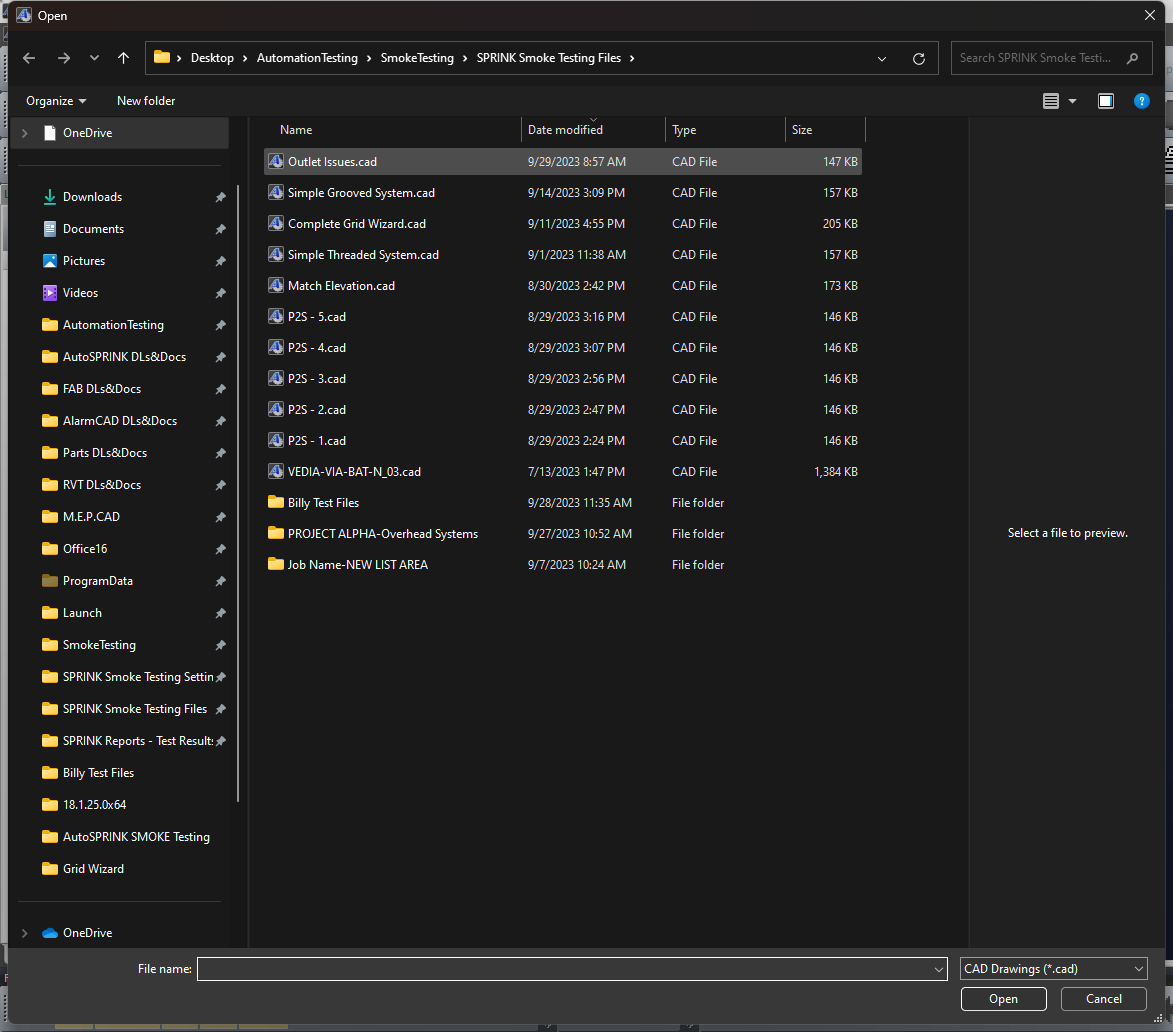 Open
Desktop > AutomationTesting > SmokeTesting > SPRINK Smoke Testing Files >
Search SPRINK Smoke Testi...
Organize
New folder
?
OneDrive
Downloads
Documents
Pictures
Videos
AutomationTesting
AutoSPRINK DLs&Docs
FAB DLs&Docs
AlarmCAD DLs&Docs
Parts DLs&Docs
RVT DLs&Docs
M.E.P.CAD
Office16
ProgramData
Launch
SmokeTesting
SPRINK Smoke Testing Settin
SPRINK Smoke Testing Files
SPRINK Reports - Test Results
Billy Test Files
18.1.25.0x64
AutoSPRINK SMOKE Testing
Grid Wizard
OneDrive
Name Date modified Type Size
Outlet Issues.cad 9/29/2023 8:57 AM CAD File 147 KB
Simple Grooved System.cad 9/14/2023 3:09 PM CAD File 157 KB
Complete Grid Wizard.cad 9/11/2023 4:55 PM CAD File 205 KB
Simple Threaded System.cad 9/1/2023 11:38 AM CAD File 157 KB
Match Elevation.cad 8/30/2023 2:42 PM CAD File 173 KB
P2S - 5.cad 8/29/2023 3:16 PM CAD File 146 KB
P2S - 4.cad 8/29/2023 3:07 PM CAD File 146 KB
P2S - 3.cad 8/29/2023 2:56 PM CAD File 146 KB
P2S - 2.cad 8/29/2023 2:47 PM CAD File 146 KB
P2S - 1.cad 8/29/2023 2:24 PM CAD File 146 KB
VEDIA-VIA-BAT-N_03.cad 7/13/2023 1:47 PM CAD File 1,384 KB
Billy Test Files 9/28/2023 11:35 AM File folder
PROJECT ALPHA-Overhead Systems 9/27/2023 10:52 AM File folder
Job Name-NEW LIST AREA 9/7/2023 10:24 AM File folder
Select a file to preview.
File name:
CAD Drawings (*.cad)
Open
Cancel